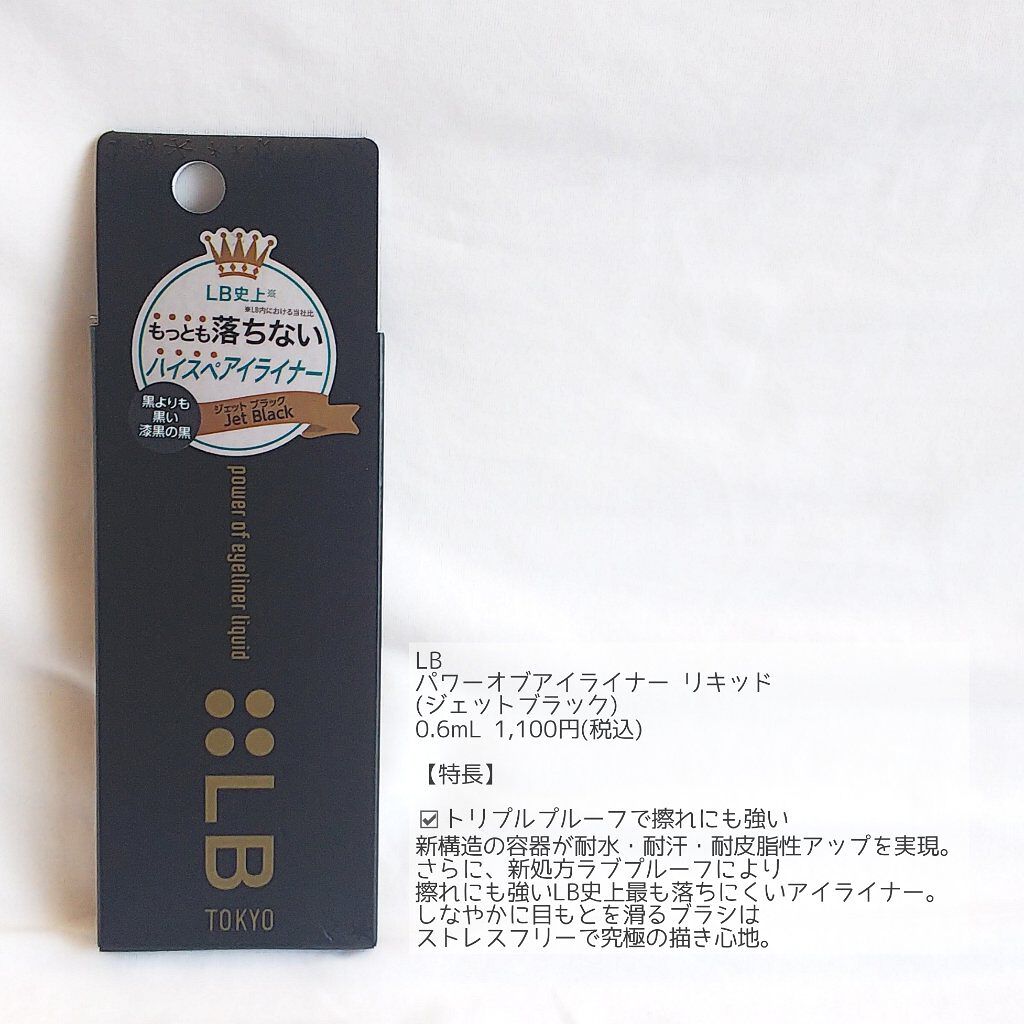 LB史上※
※LB内における当社比
もっとも落ちない
ハイスペアイライナー
黒よりも
黒い
漆黒の黒
ジェット ブラック
Jet Black
power of eyeliner liquid
LB
TOKYO
LB
パワーオブアイライナー リキッド
(ジェットブラック)
0.6mL 1,100円(税込)
【特長】
☑トリプルプルーフで擦れにも強い
新構造の容器が耐水・耐汗・耐皮脂性アップを実現。
さらに、新処方ラブプルーフにより
擦れにも強いLB史上最も落ちにくいアイライナー。
しなやかに目もとを滑るブラシは
ストレスフリーで究極の描き心地。